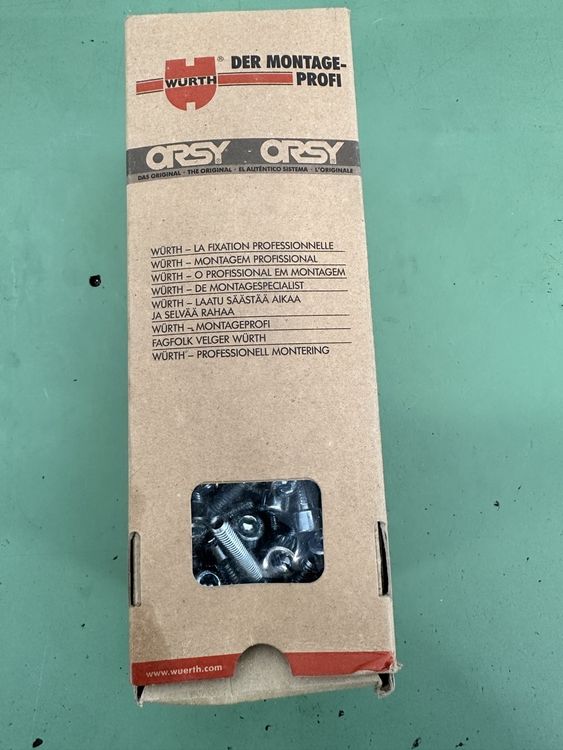 WÜRTH
®
DER MONTAGE-
PROFI
ORSY® ORSY®
DAS ORIGINAL · THE ORIGINAL · EL AUTÉNTICO SISTEMA · L'ORIGINALE
WÜRTH – LA FIXATION PROFESSIONNELLE
WÜRTH – MONTAGEM PROFISSIONAL
WÜRTH – O PROFISSIONAL EM MONTAGEM
WÜRTH – DE MONTAGESPECIALIST
WÜRTH – LAATU SÄÄSTÄÄ AIKAA
JA SELVÄÄ RAHAA
WÜRTH – MONTAGEPROFI
FAGFOLK VELGER WÜRTH
WÜRTH – PROFESSIONELL MONTERING
www.wuerth.com